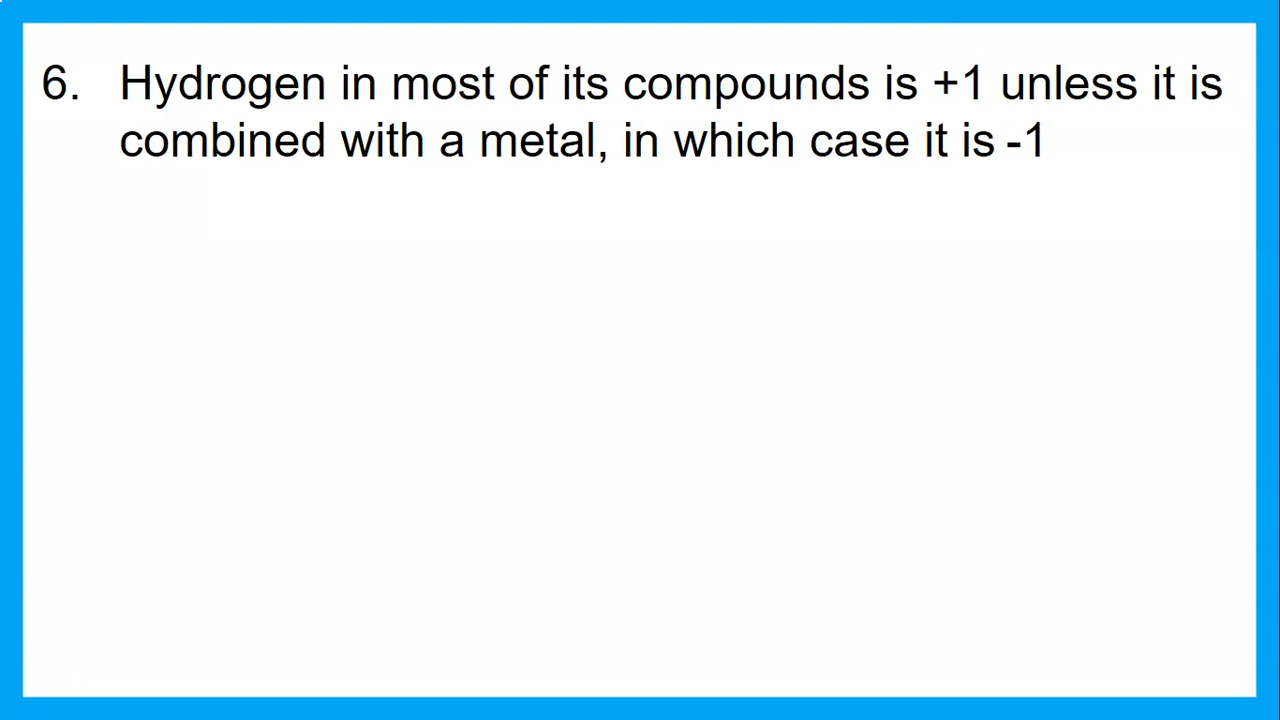 6. Hydrogen in most of its compounds is +1 unless it is
combined with a metal, in which case it is -1